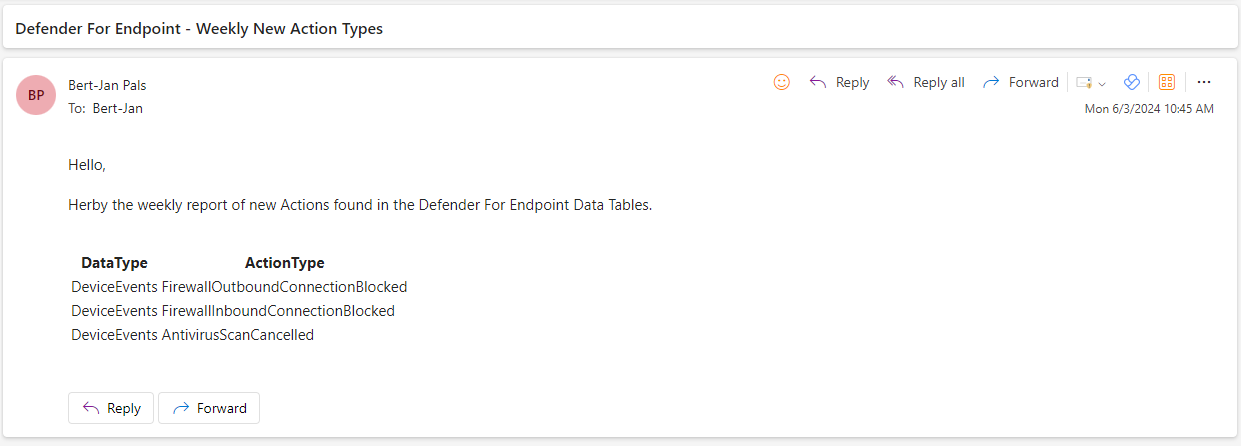 Defender For Endpoint - Weekly New Action Types
BP
Bert-Jan Pals
Reply
Reply all
Forward
To: Bert-Jan
Mon 6/3/2024 10:45 AM
Hello,
Herby the weekly report of new Actions found in the Defender For Endpoint Data Tables.
DataType ActionType
DeviceEvents FirewallOutboundConnectionBlocked
DeviceEvents FirewallInboundConnectionBlocked
DeviceEvents AntivirusScanCancelled
Reply Forward